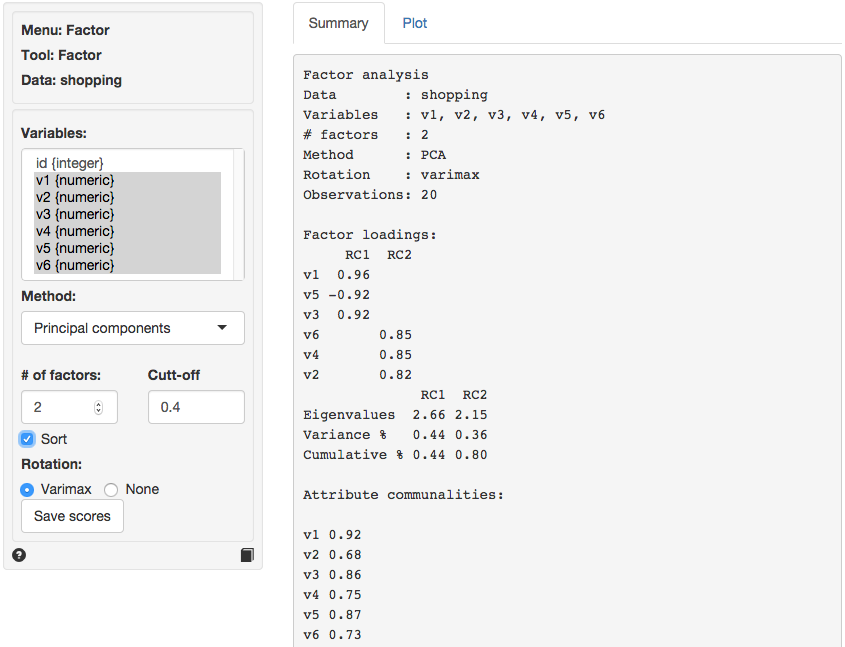 Menu: Factor
Tool: Factor
Data: shopping
Variables:
id {integer}
v1 {numeric}
v2 {numeric}
v3 {numeric}
v4 {numeric}
v5 {numeric}
v6 {numeric}
Method:
Principal components
# of factors: Cutt-off
2 0.4
Sort
Rotation:
Varimax None
Save scores
?
Summary Plot
Factor analysis
Data : shopping
Variables : v1, v2, v3, v4, v5, v6
# factors : 2
Method : PCA
Rotation : varimax
Observations: 20
Factor loadings:
RC1 RC2
v1 0.96
v5 -0.92
v3 0.92
v6 0.85
v4 0.85
v2 0.82
RC1 RC2
Eigenvalues 2.66 2.15
Variance % 0.44 0.36
Cumulative % 0.44 0.80
Attribute communalities:
v1 0.92
v2 0.68
v3 0.86
v4 0.75
v5 0.87
v6 0.73